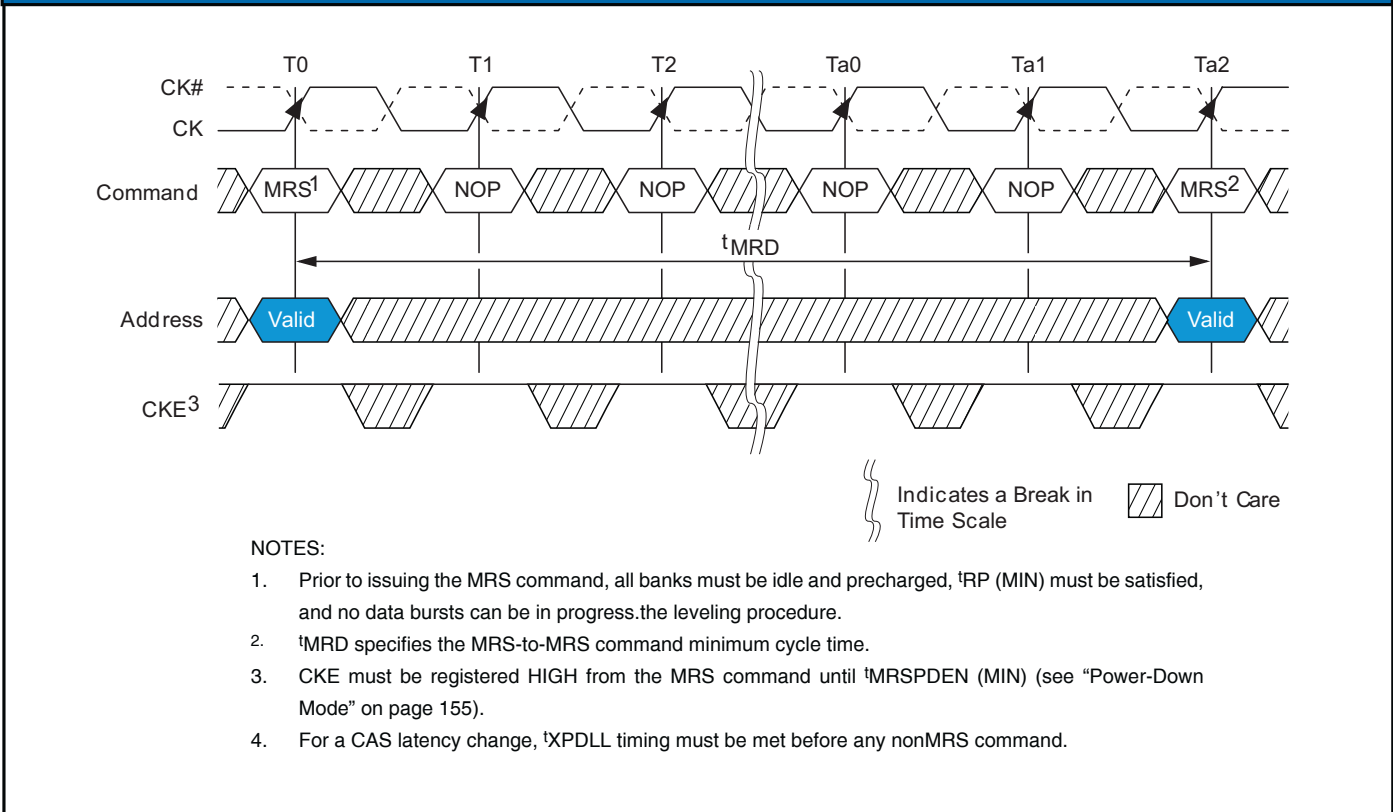 T0 T1 T2 Ta0 Ta1 Ta2
CK#
CK
Command MRS1 NOP NOP NOP NOP MRS2
tMRD
Address Valid Valid
CKE3
Indicates a Break in
Time Scale
Don't Care
NOTES:
1. Prior to issuing the MRS command, all banks must be idle and precharged, tRP (MIN) must be satisfied,
and no data bursts can be in progress.the leveling procedure.
2. tMRD specifies the MRS-to-MRS command minimum cycle time.
3. CKE must be registered HIGH from the MRS command until tMRSPDEN (MIN) (see “Power-Down
Mode” on page 155).
4. For a CAS latency change, tXPDLL timing must be met before any nonMRS command.